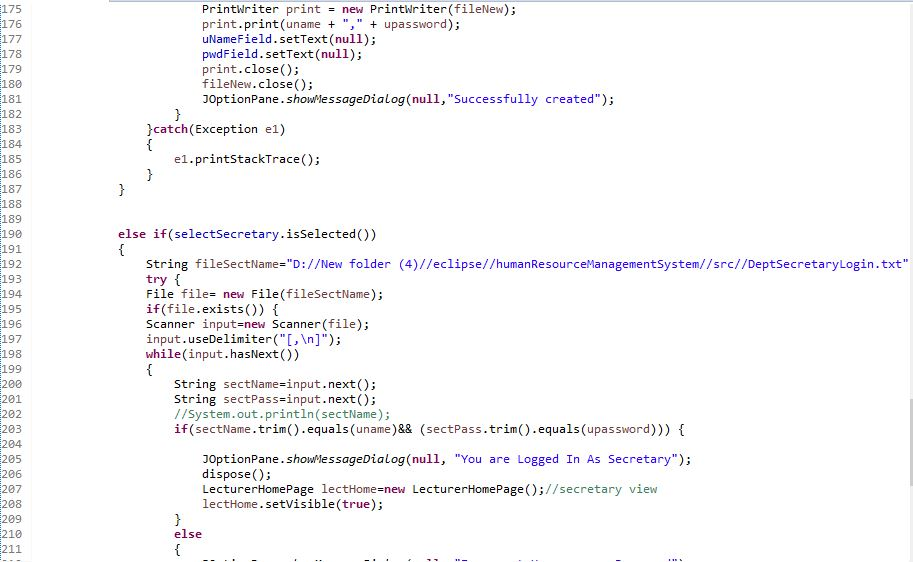 175 PrintWriter print = new PrintWriter(fileNew);
176 print.print(uname + "," + upassword);
177 uNameField.setText(null);
178 pwdField.setText(null);
179 print.close();
180 fileNew.close();
181 JOptionPane.showMessageDialog(null,"Successfully created");
182 }
183 }catch(Exception e1)
184 {
185 e1.printStackTrace();
186 }
187 }
188
189
190 else if(selectSecretary.isSelected())
191 {
192 String fileSectName="D://New folder (4)//eclipse//humanResourceManagementSystem//src//DeptSecretaryLogin.txt"
193 try {
194 File file= new File(fileSectName);
195 if(file.exists()) {
196 Scanner input=new Scanner(file);
197 input.useDelimiter("[,\n]");
198 while(input.hasNext())
199 {
200 String sectName=input.next();
201 String sectPass=input.next();
202 //System.out.println(sectName);
203 if(sectName.trim().equals(uname)&& (sectPass.trim().equals(upassword))) {
204
205 JOptionPane.showMessageDialog(null, "You are Logged In As Secretary");
206 dispose();
207 LecturerHomePage lectHome=new LecturerHomePage();//secretary view
208 lectHome.setVisible(true);
209 }
210 else
211 {